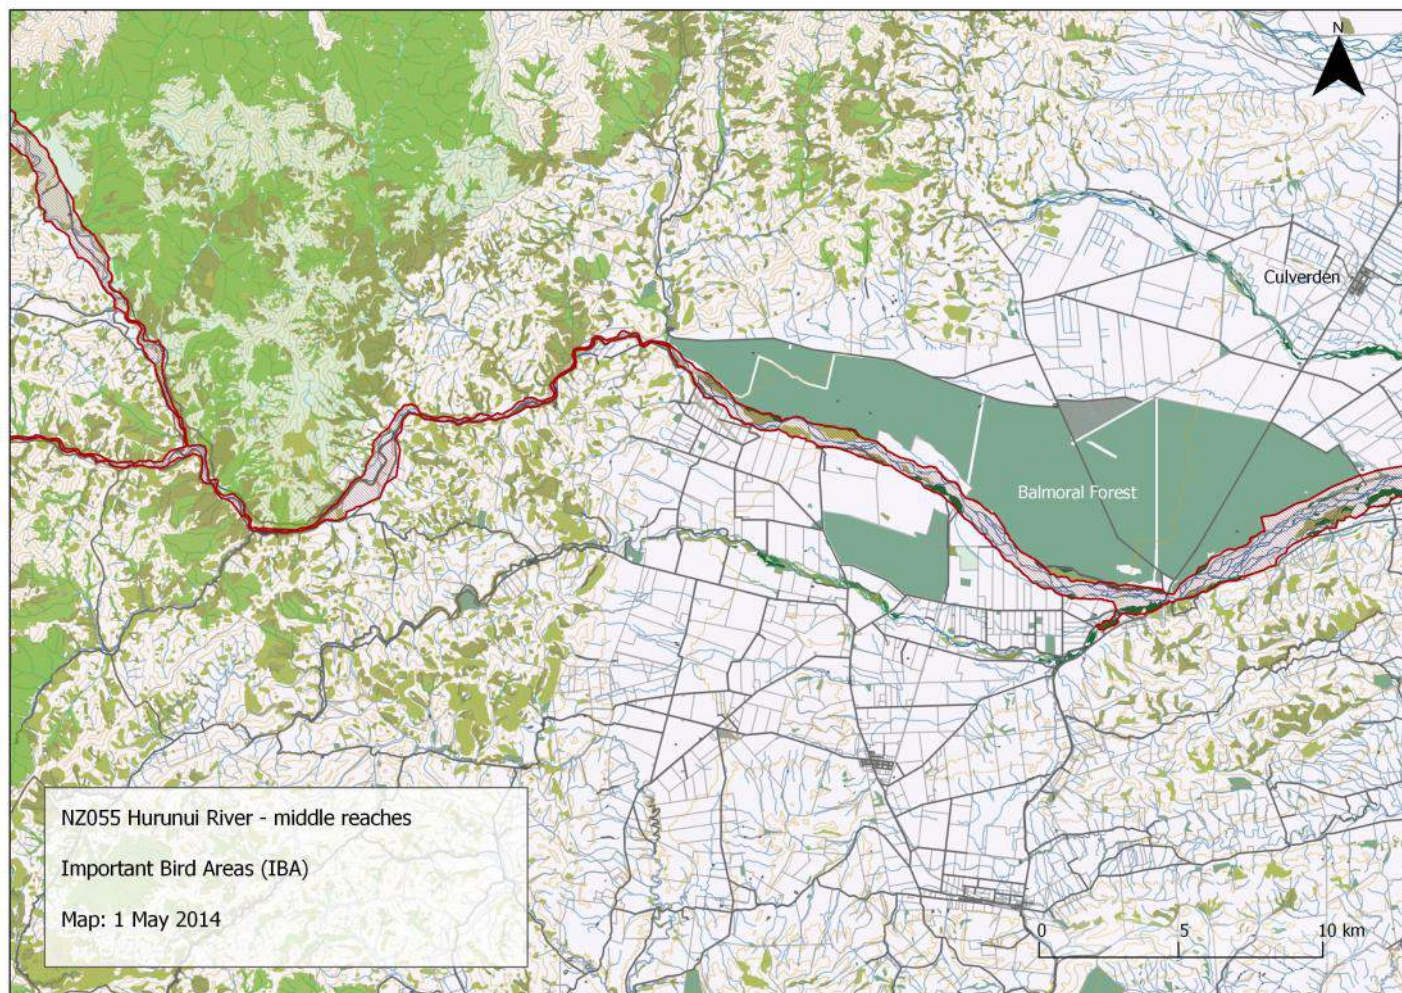 N
Culverden
Balmoral Forest
NZ055 Hurunui River - middle reaches
Important Bird Areas (IBA)
Map: 1 May 2014
0 5 10 km